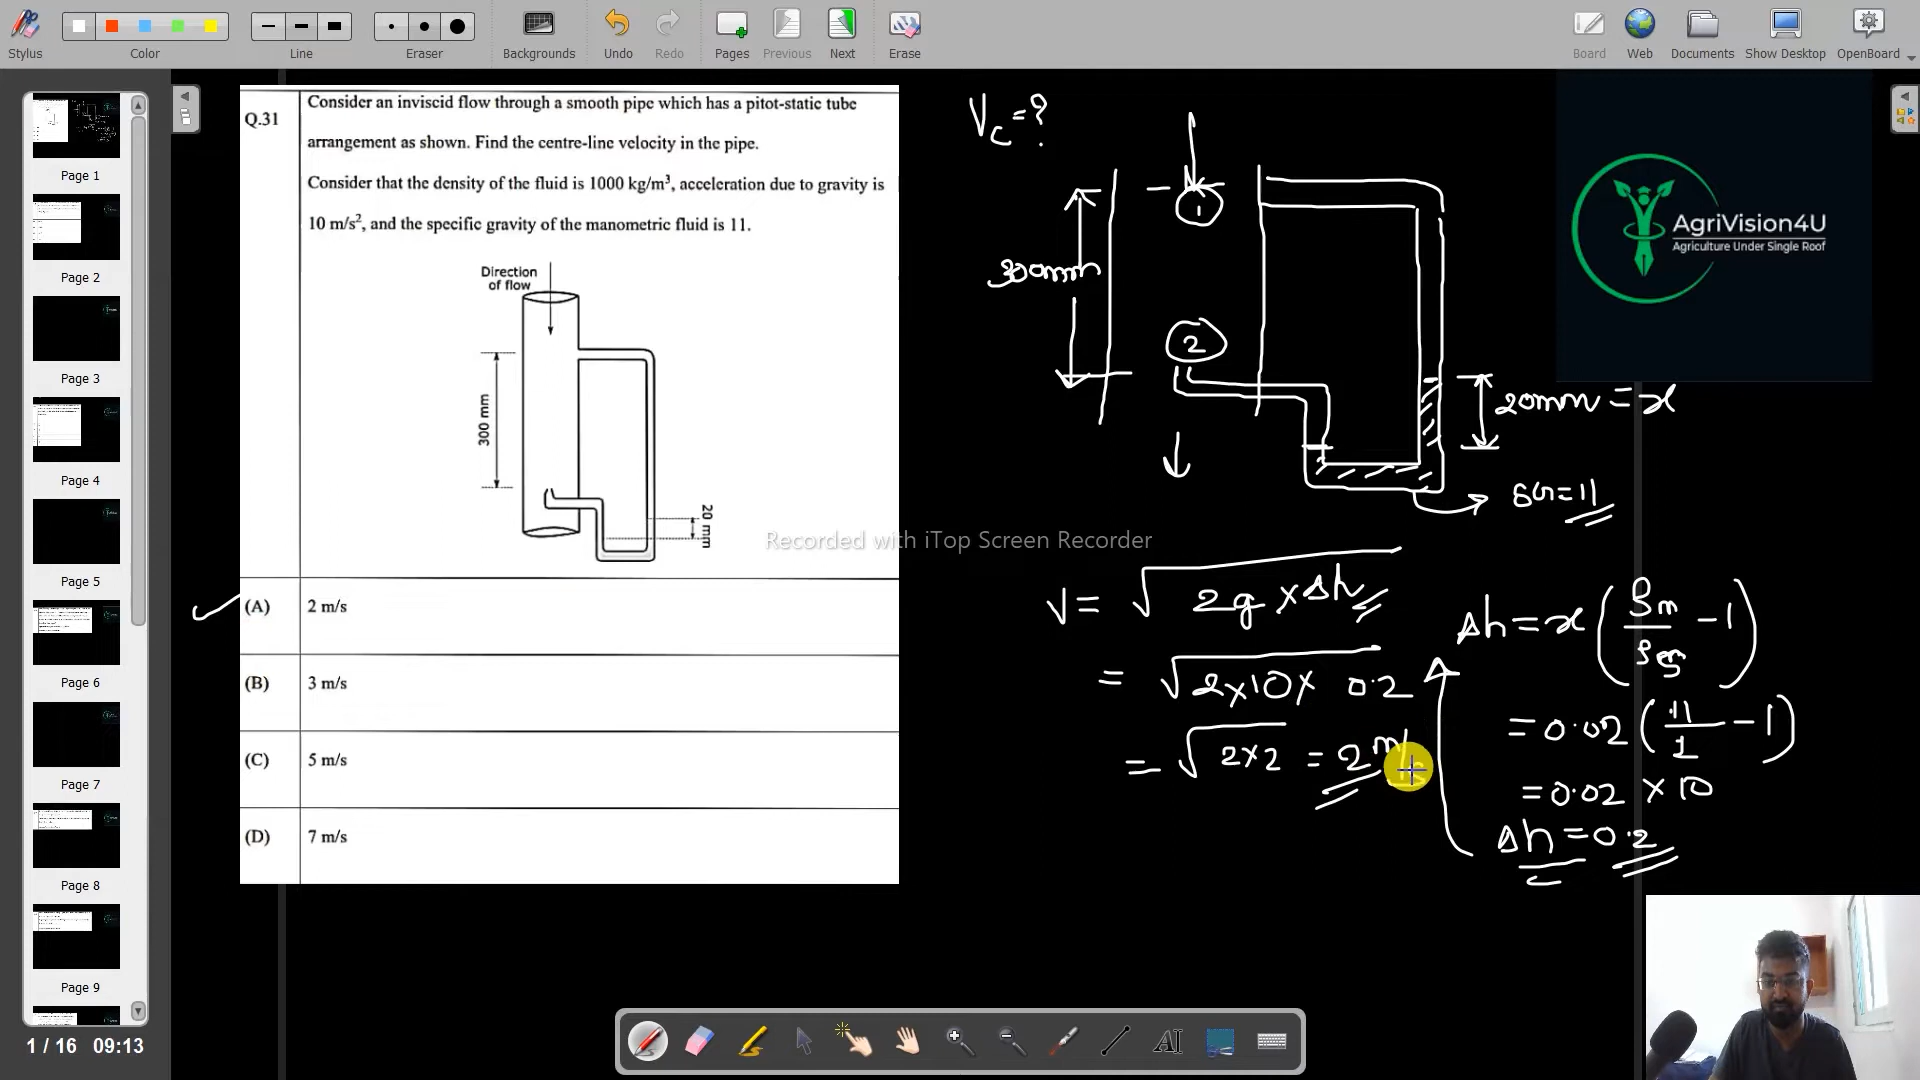 Stylus
Color
Line
Eraser
Backgrounds
Undo
Redo
Pages
Previous
Next
Erase
Board
Web
Documents
Show Desktop
OpenBoard
Page 1
Page 2
Page 3
Page 4
Page 5
Page 6
Page 7
Page 8
Page 9
1 / 16 09:13
Q.31
Consider an inviscid flow through a smooth pipe which has a pitot-static tube
arrangement as shown. Find the centre-line velocity in the pipe.
Consider that the density of the fluid is 1000 kg/m³, acceleration due to gravity is
10 m/s², and the specific gravity of the manometric fluid is 11.
Direction
of flow
300 mm
20 mm
(A) 2 m/s
(B) 3 m/s
(C) 5 m/s
(D) 7 m/s
Vc = ?
1
300mm
2
20mm = x
SG = 11
AgriVision4U
Agriculture Under Single Roof
Recorded with iTop Screen Recorder
V = √2g × Δh
= √2×10× 0.2
= √2×2 = 2 m/s
Δh = x (ρm/ρ - 1)
= 0.02 (11/1 - 1)
= 0.02 × 10
Δh = 0.2